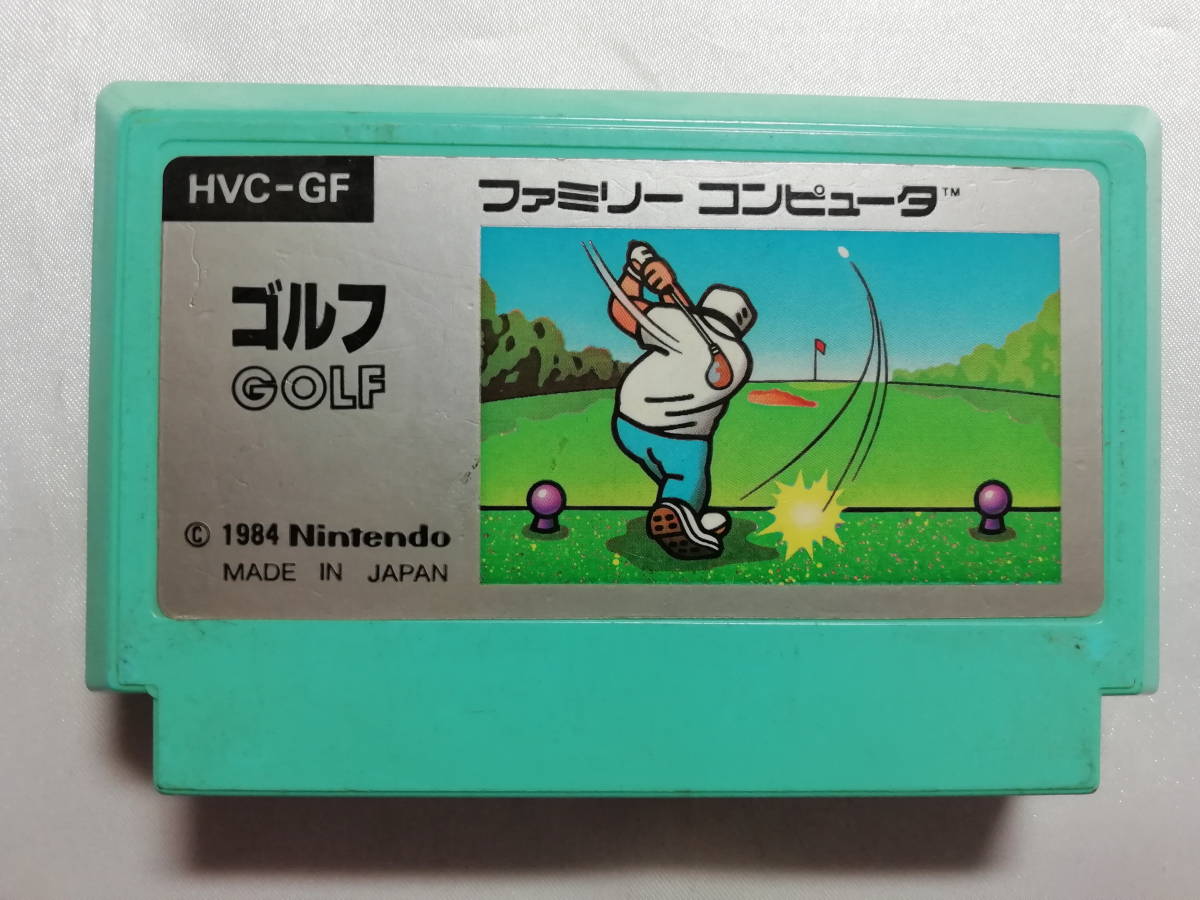 HVC-GF
ファミリー コンピュータ™
ゴルフ
GOLF
© 1984 Nintendo
MADE IN JAPAN